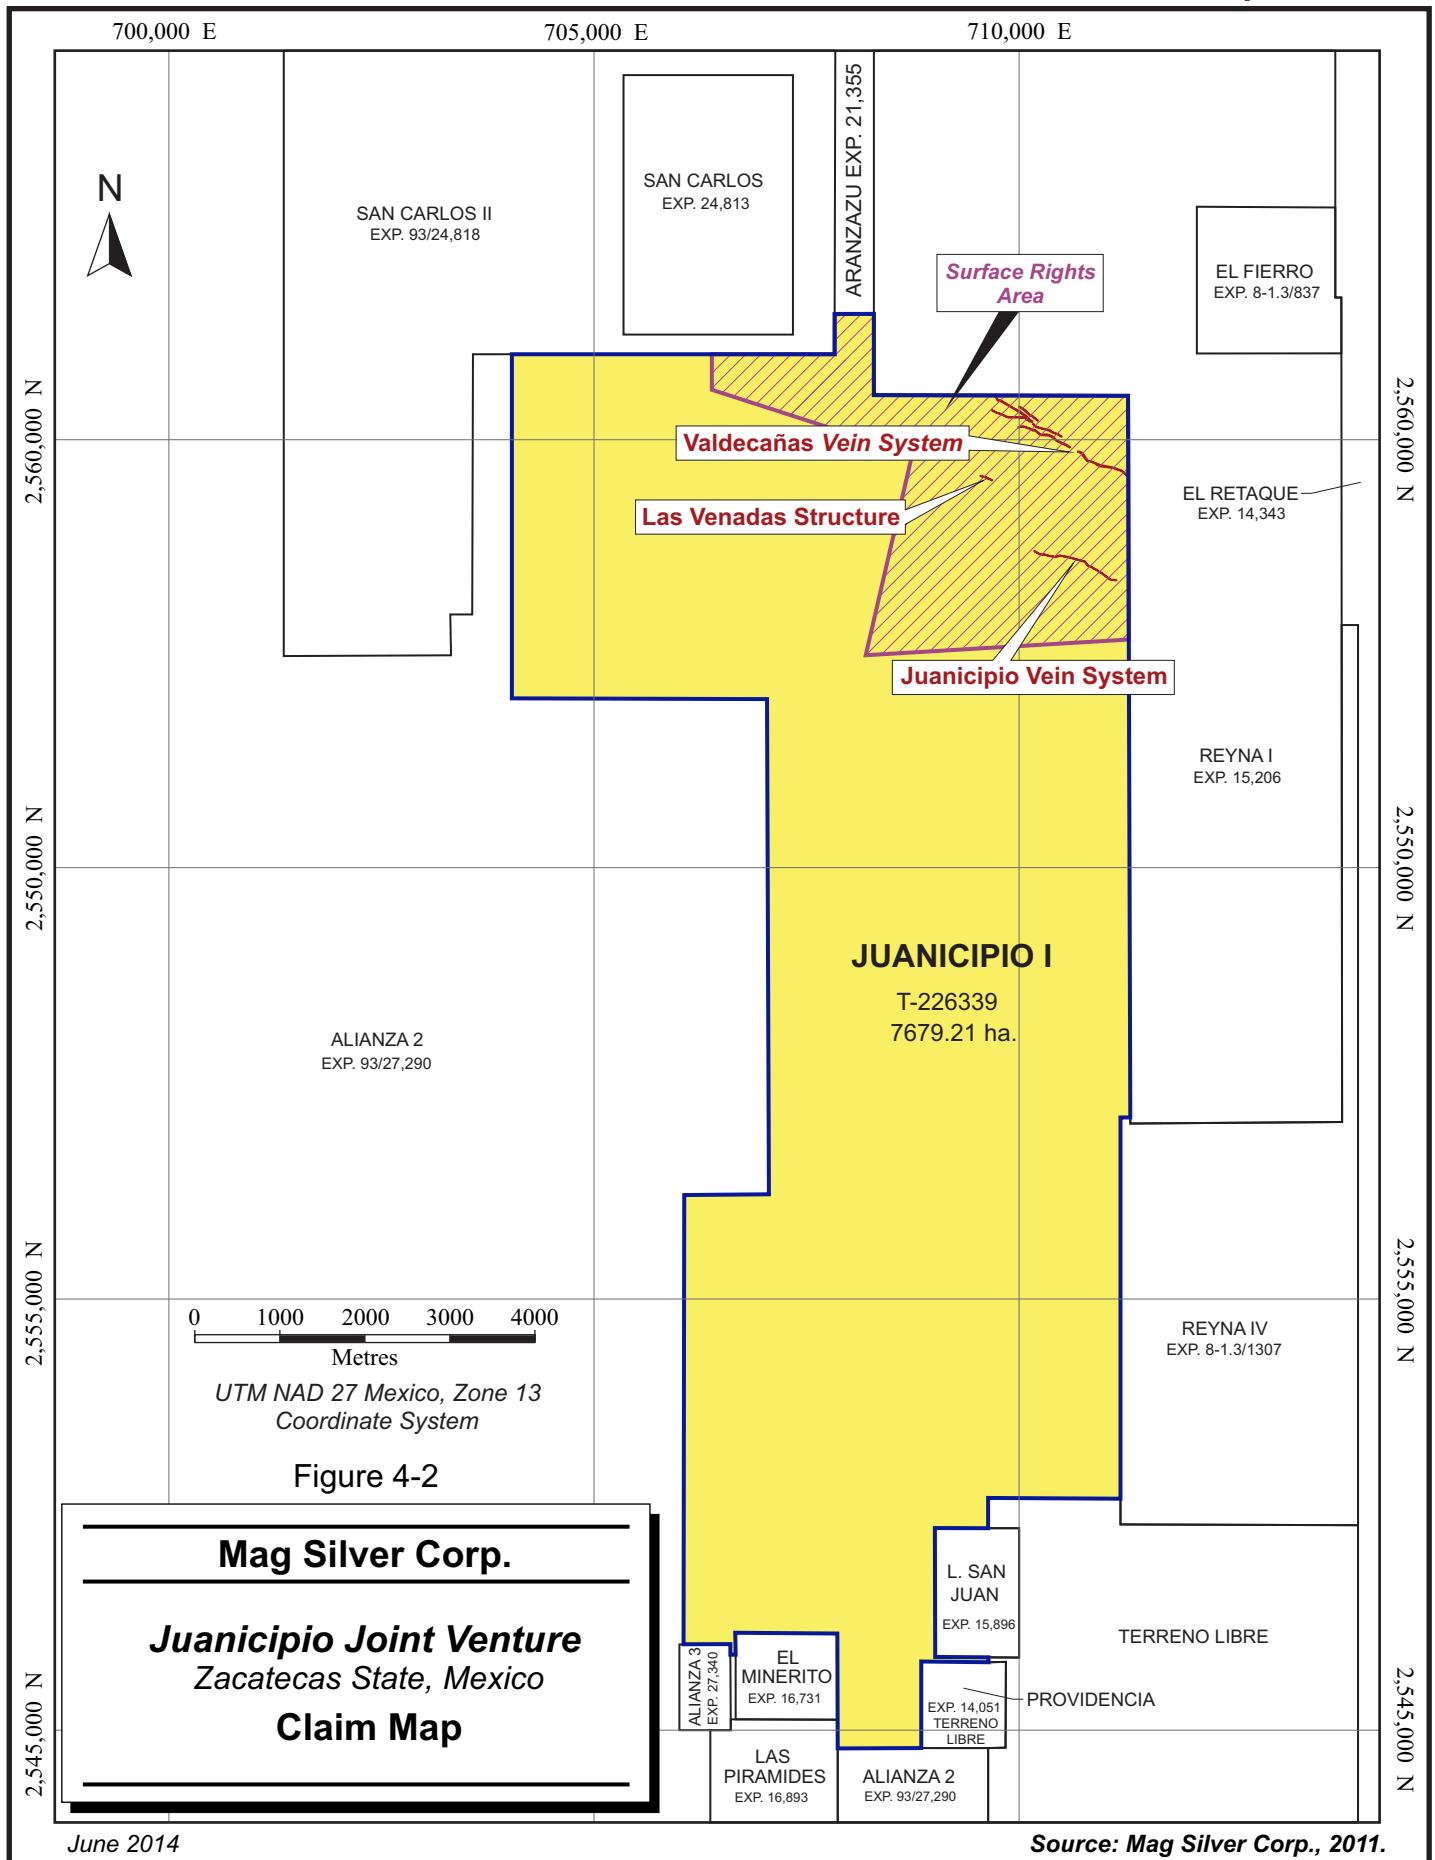 700,000 E
705,000 E
710,000 E
N
SAN CARLOS II
EXP. 93/24,818
SAN CARLOS
EXP. 24,813
ARANZAZU EXP. 21,355
Surface Rights
Area
EL FIERRO
EXP. 8-1.3/837
2,560,000 N
2,560,000 N
Valdecañas Vein System
Las Venadas Structure
EL RETAQUE
EXP. 14,343
Juanicipio Vein System
REYNA I
EXP. 15,206
2,550,000 N
2,550,000 N
JUANICIPIO I
T-226339
7679.21 ha.
ALIANZA 2
EXP. 93/27,290
2,555,000 N
2,555,000 N
0 1000 2000 3000 4000
Metres
UTM NAD 27 Mexico, Zone 13
Coordinate System
REYNA IV
EXP. 8-1.3/1307
Figure 4-2
Mag Silver Corp.
Juanicipio Joint Venture
Zacatecas State, Mexico
Claim Map
L. SAN
JUAN
EXP. 15,896
TERRENO LIBRE
ALIANZA 3
EXP. 27,340
EL
MINERITO
EXP. 16,731
PROVIDENCIA
EXP. 14,051
TERRENO
LIBRE
2,545,000 N
2,545,000 N
LAS
PIRAMIDES
EXP. 16,893
ALIANZA 2
EXP. 93/27,290
June 2014
Source: Mag Silver Corp., 2011.